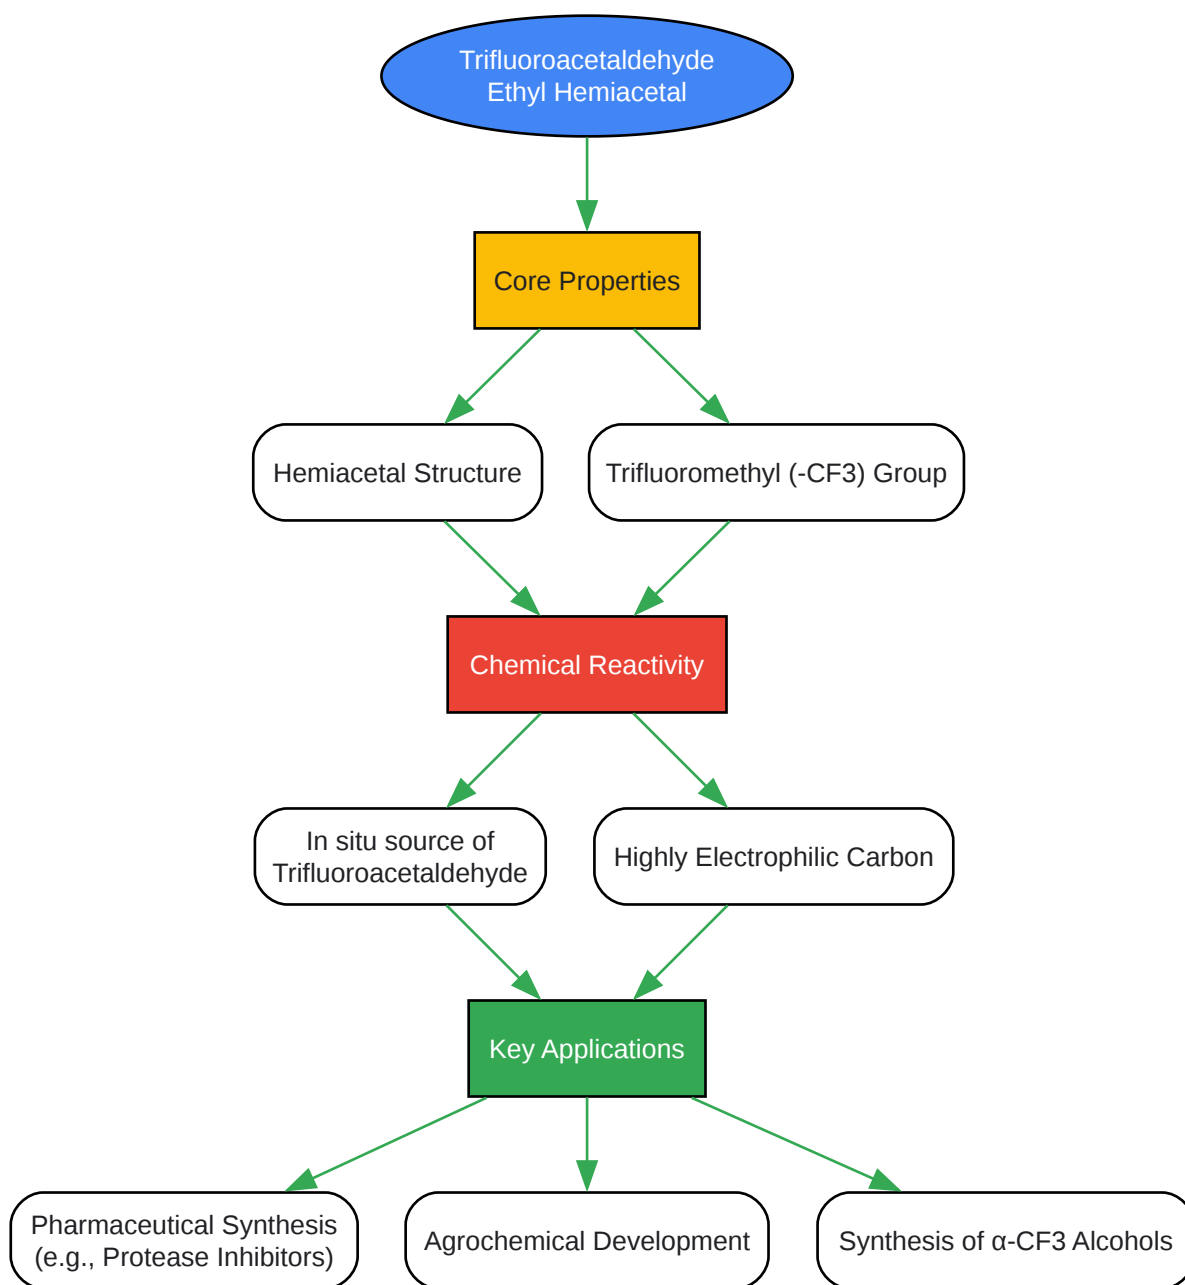 Trifluoroacetaldehyde
Ethyl Hemiacetal
Core Properties
Hemiacetal Structure
Trifluoromethyl (-CF3) Group
Chemical Reactivity
In situ source of
Trifluoroacetaldehyde
Highly Electrophilic Carbon
Key Applications
Pharmaceutical Synthesis
(e.g., Protease Inhibitors)
Agrochemical Development
Synthesis of α-CF3 Alcohols